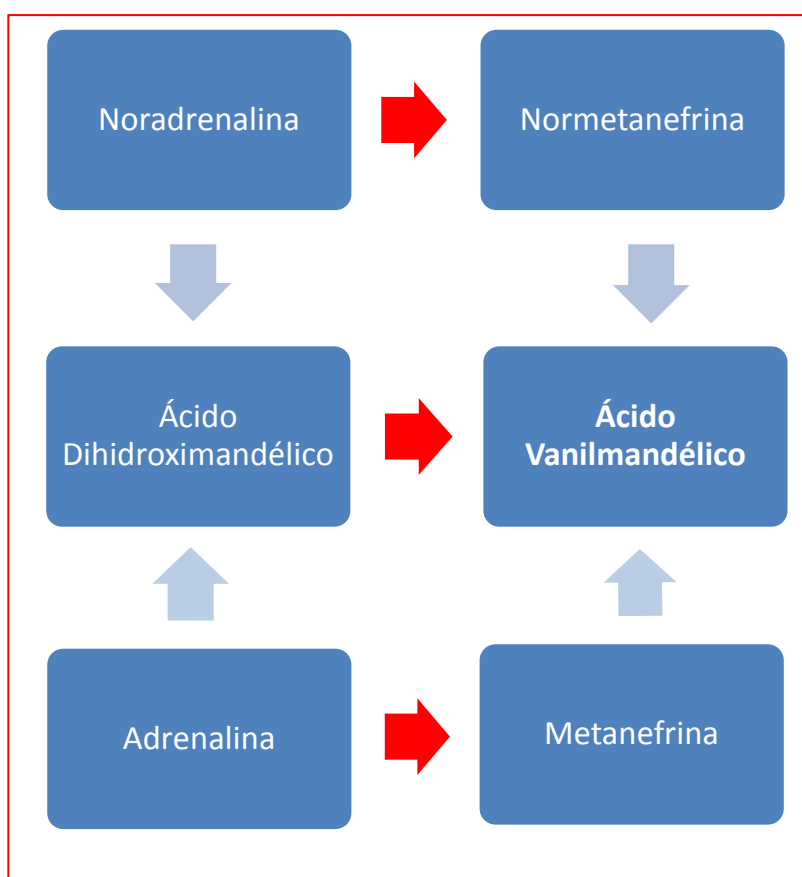 Noradrenalina
Normetanefrina
Ácido
Dihidroximandélico
Ácido
Vanilmandélico
Adrenalina
Metanefrina